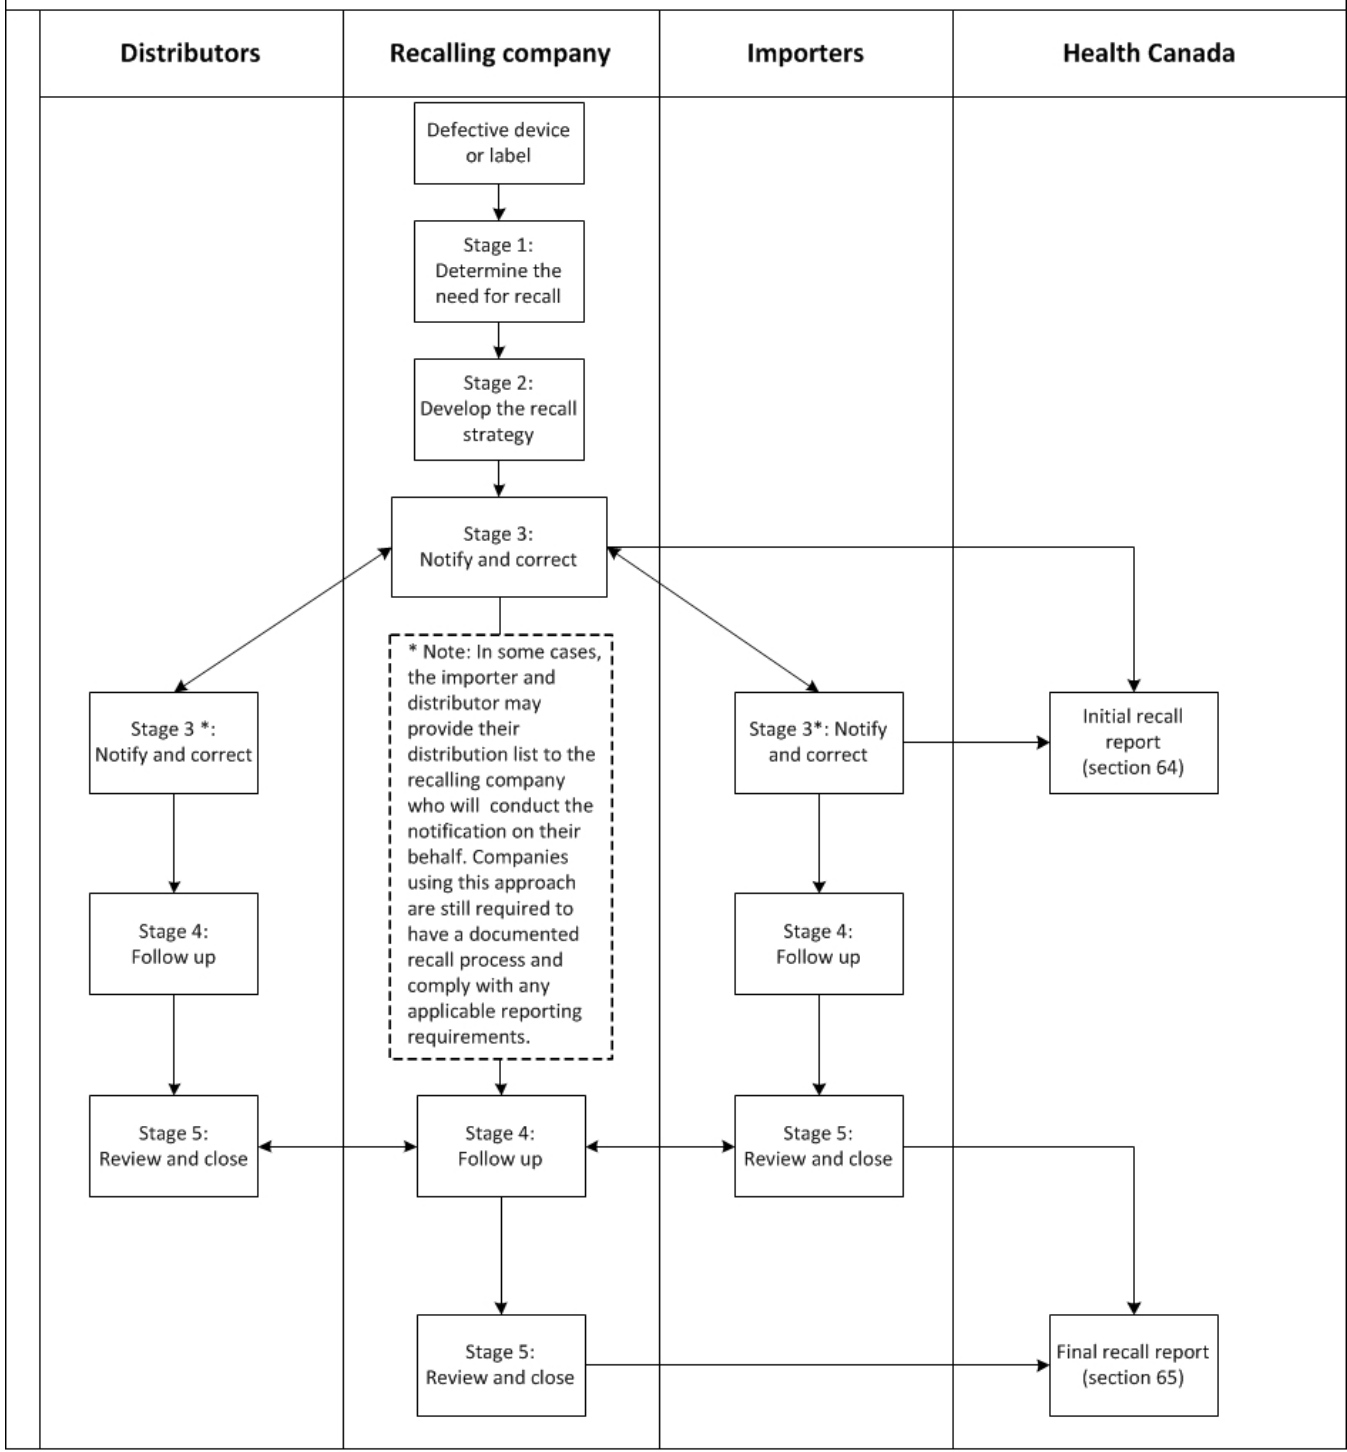 Distributors
Recalling company
Importers
Health Canada
Defective device
or label
Stage 1:
Determine the
need for recall
Stage 2:
Develop the recall
strategy
Stage 3:
Notify and correct
* Note: In some cases,
the importer and
distributor may
provide their
distribution list to the
recalling company
who will conduct the
notification on their
behalf. Companies
using this approach
are still required to
have a documented
recall process and
comply with any
applicable reporting
requirements.
Stage 3 *:
Notify and correct
Stage 3*: Notify
and correct
Initial recall
report
(section 64)
Stage 4:
Follow up
Stage 4:
Follow up
Stage 5:
Review and close
Stage 4:
Follow up
Stage 5:
Review and close
Stage 5:
Review and close
Final recall report
(section 65)